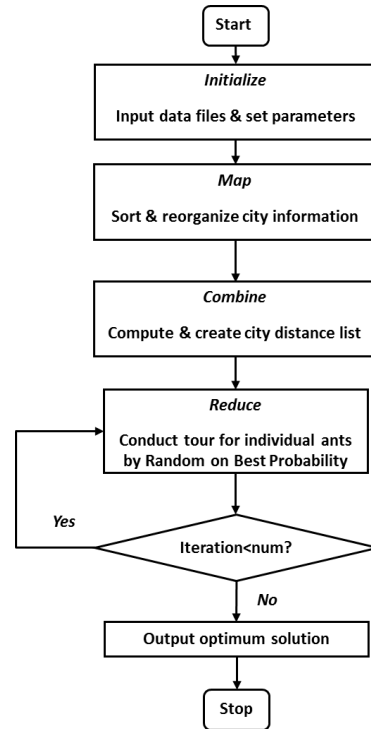 Start
Initialize
Input data files & set parameters
Map
Sort & reorganize city information
Combine
Compute & create city distance list
Reduce
Conduct tour for individual ants
by Random on Best Probability
Yes
Iteration<num?
No
Output optimum solution
Stop